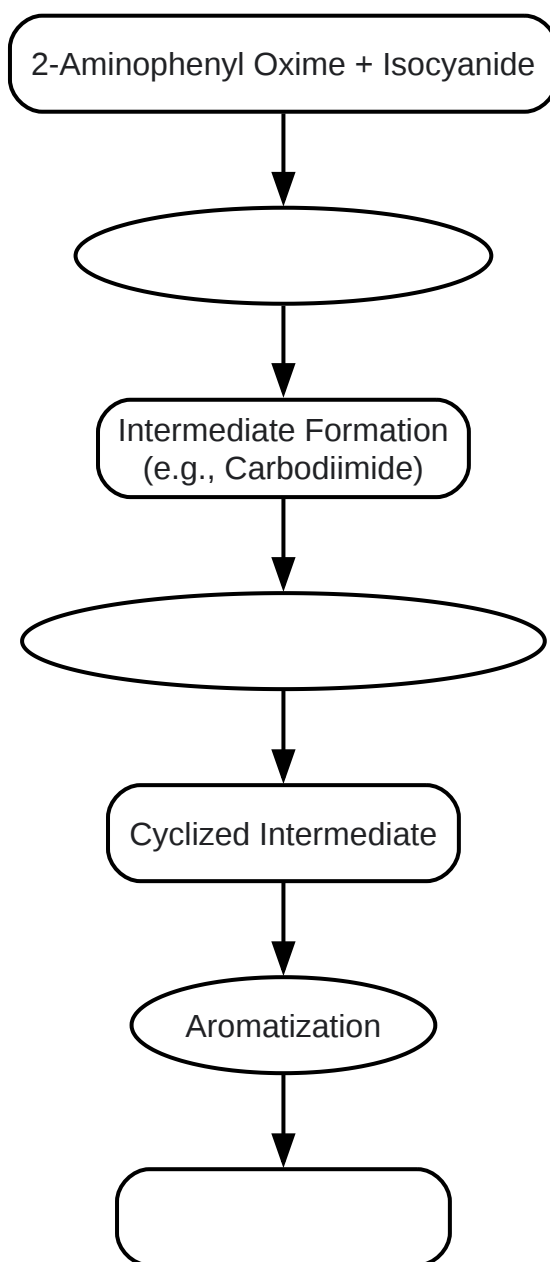 2-Aminophenyl Oxime + Isocyanide
Intermediate Formation
(e.g., Carbodiimide)
Cyclized Intermediate
Aromatization